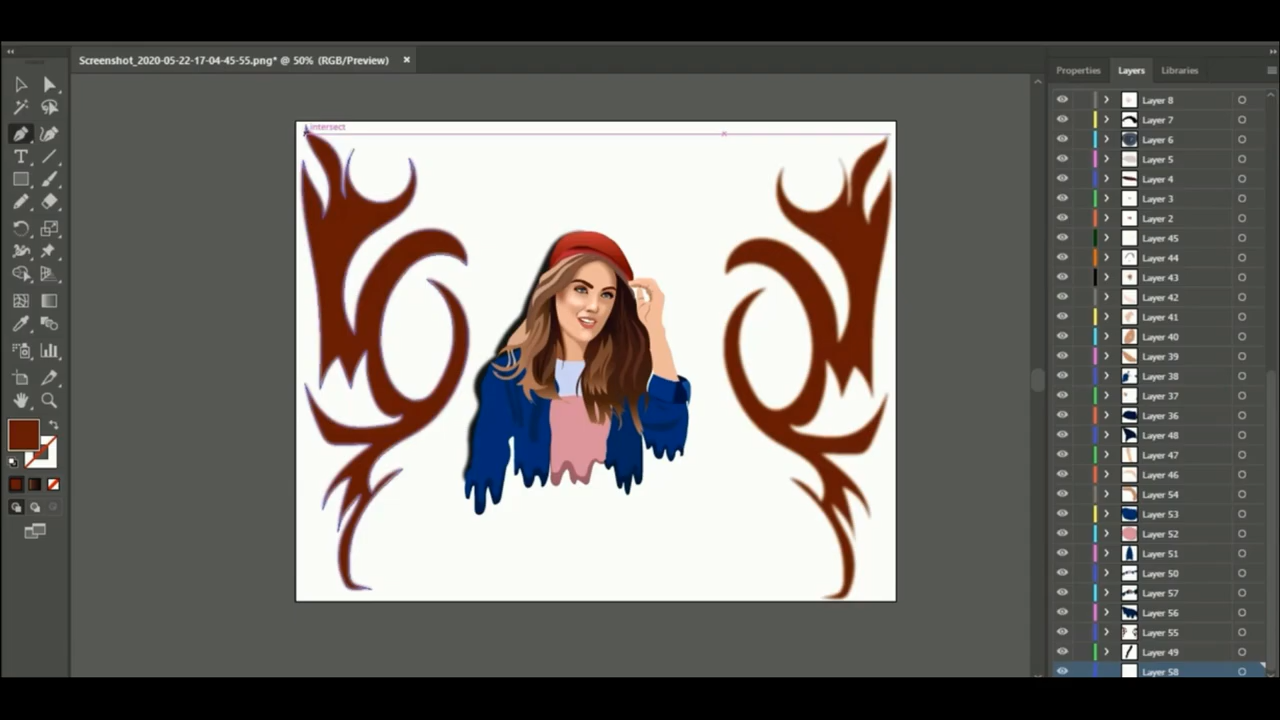 Screenshot_2020-05-22-17-04-45-55.png* @ 50% (RGB/Preview)
Properties
Layers
Libraries
intersect
Layer 8
Layer 7
Layer 6
Layer 5
Layer 4
Layer 3
Layer 2
Layer 45
Layer 44
Layer 43
Layer 42
Layer 41
Layer 40
Layer 39
Layer 38
Layer 37
Layer 36
Layer 48
Layer 47
Layer 46
Layer 54
Layer 53
Layer 52
Layer 51
Layer 50
Layer 57
Layer 56
Layer 55
Layer 49
Layer 58